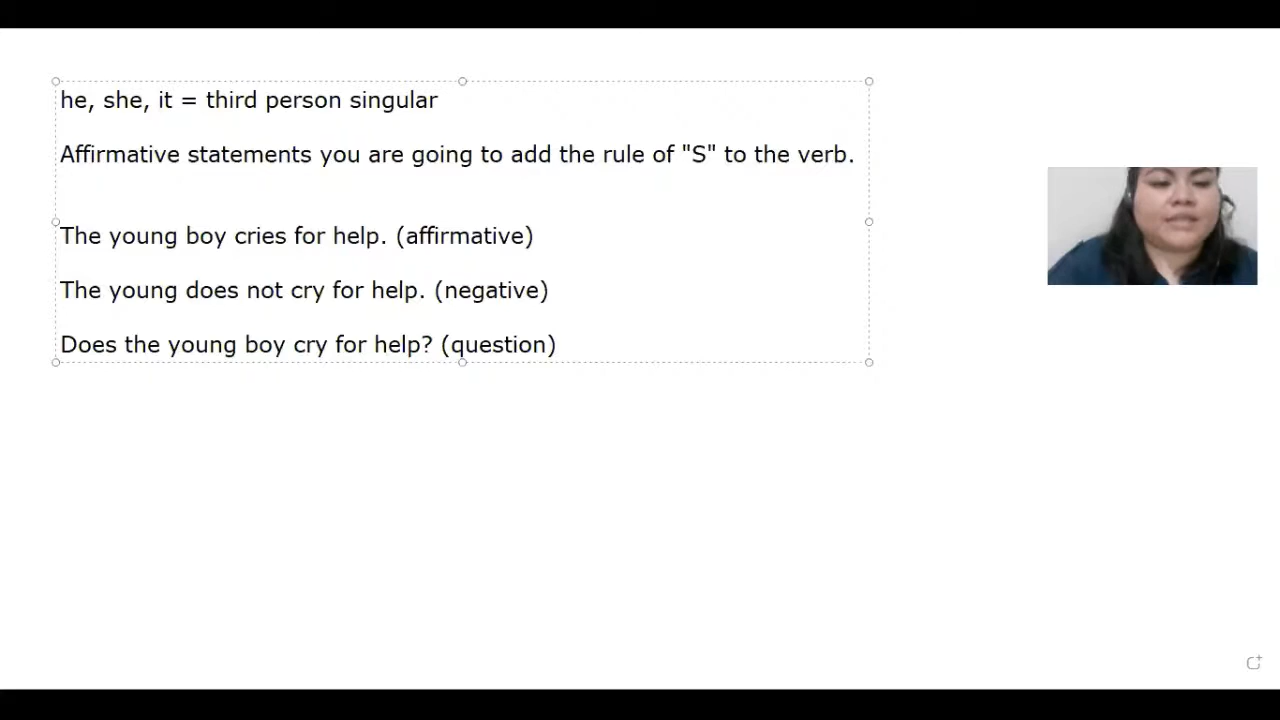 he, she, it = third person singular
Affirmative statements you are going to add the rule of "S" to the verb.
The young boy cries for help. (affirmative)
The young does not cry for help. (negative)
Does the young boy cry for help? (question)